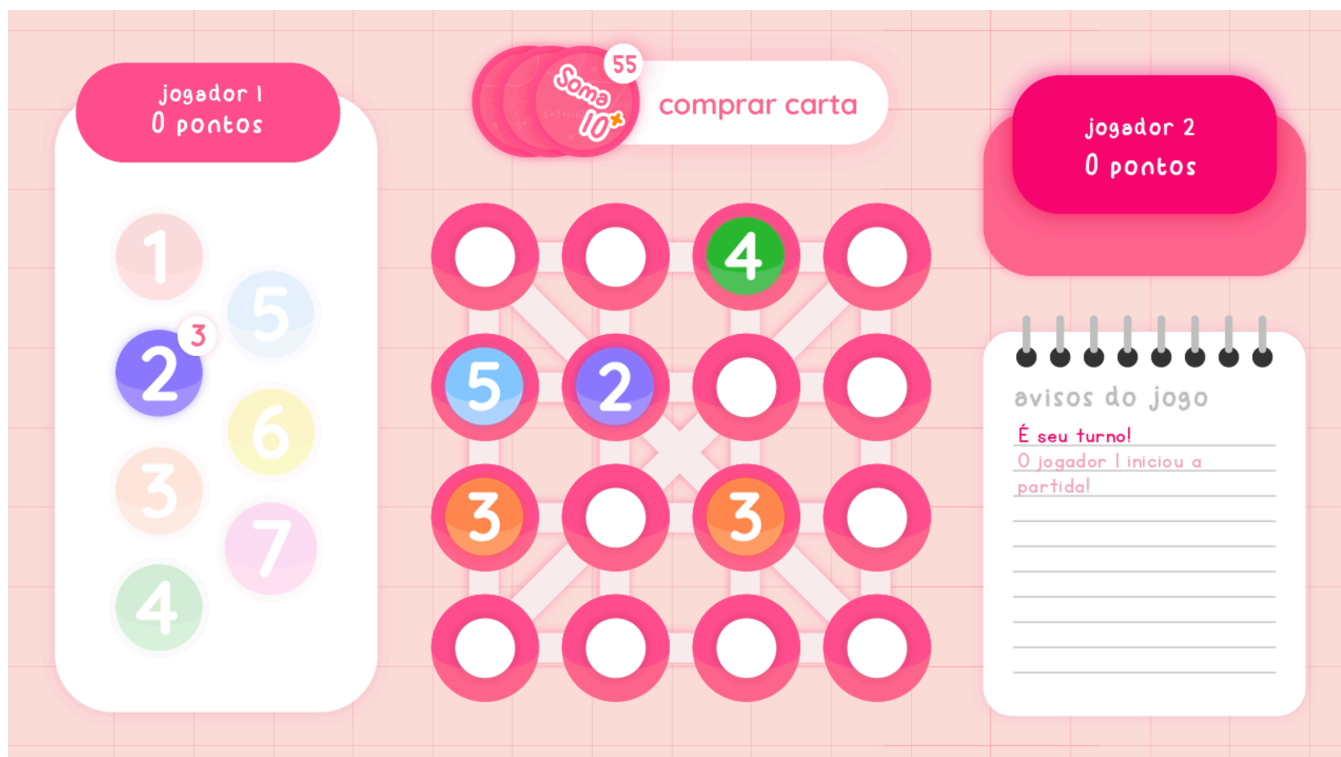 jogador 1
0 pontos
1
5
2
3
6
3
7
4
55
Soma
10+
comprar carta
4
5
2
3
3
jogador 2
0 pontos
avisos do jogo
É seu turno!
O jogador 1 iniciou a
partida!